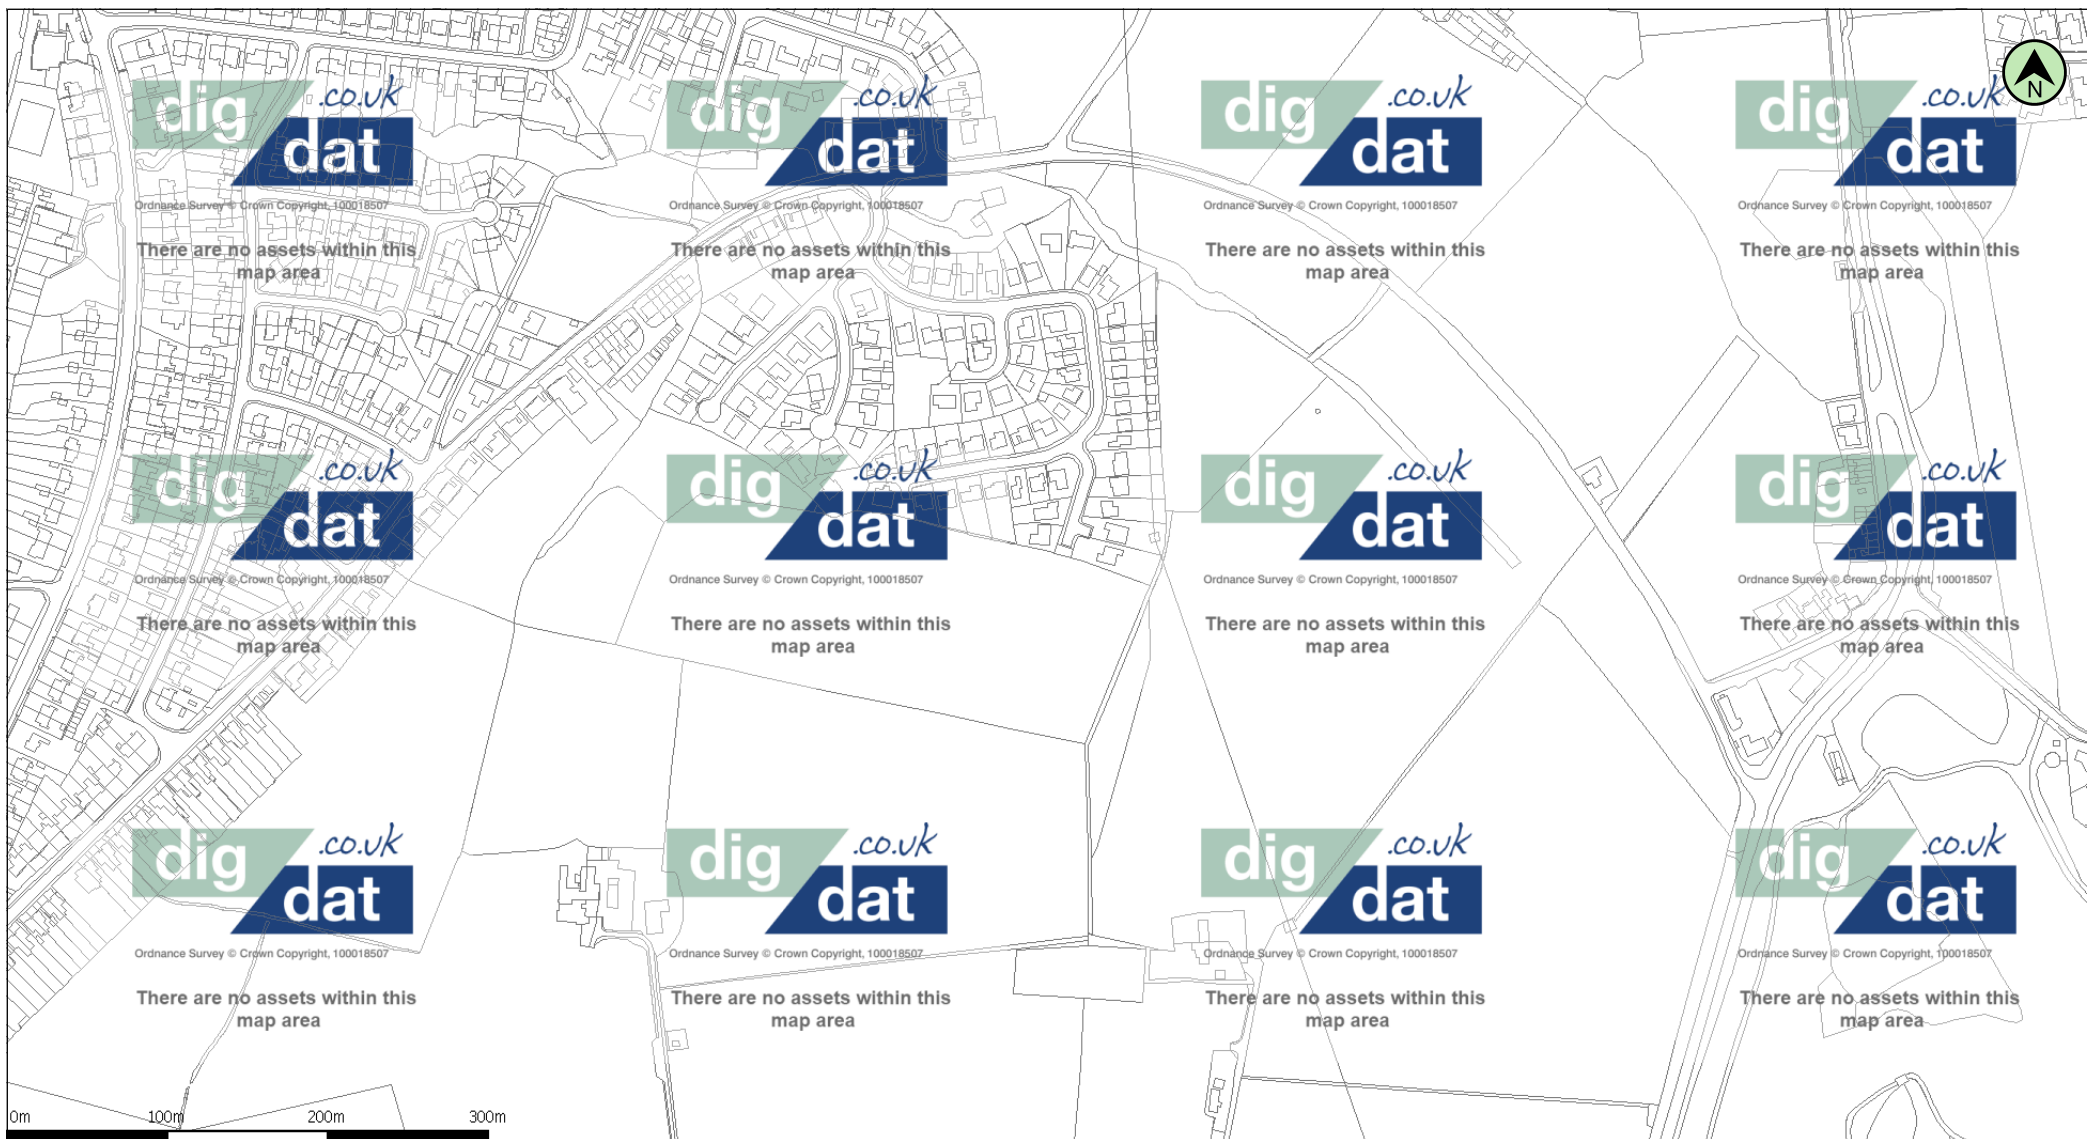 dig .co.uk dig .co.uk dig .co.uk dig .co.uk
N
dat dat dat dat
Ordnance Survey © Crown Copyright, 100018507 Ordnance Survey © Crown Copyright, 100018507 Ordnance Survey © Crown Copyright, 100018507 Ordnance Survey © Crown Copyright, 100018507
There are no assets within this There are no assets within this There are no assets within this There are no assets within this
map area map area map area map area
dig .co.uk dig .co.uk dig .co.uk dig .co.uk
dat dat dat dat
Ordnance Survey © Crown Copyright, 100018507 Ordnance Survey © Crown Copyright, 100018507 Ordnance Survey © Crown Copyright, 100018507 Ordnance Survey © Crown Copyright, 100018507
There are no assets within this There are no assets within this There are no assets within this There are no assets within this
map area map area map area map area
dig .co.uk dig .co.uk dig .co.uk dig .co.uk
dat dat dat dat
Ordnance Survey © Crown Copyright, 100018507 Ordnance Survey © Crown Copyright, 100018507 Ordnance Survey © Crown Copyright, 100018507 Ordnance Survey © Crown Copyright, 100018507
There are no assets within this There are no assets within this There are no assets within this There are no assets within this
map area map area map area map area
0m 100m 200m 300m